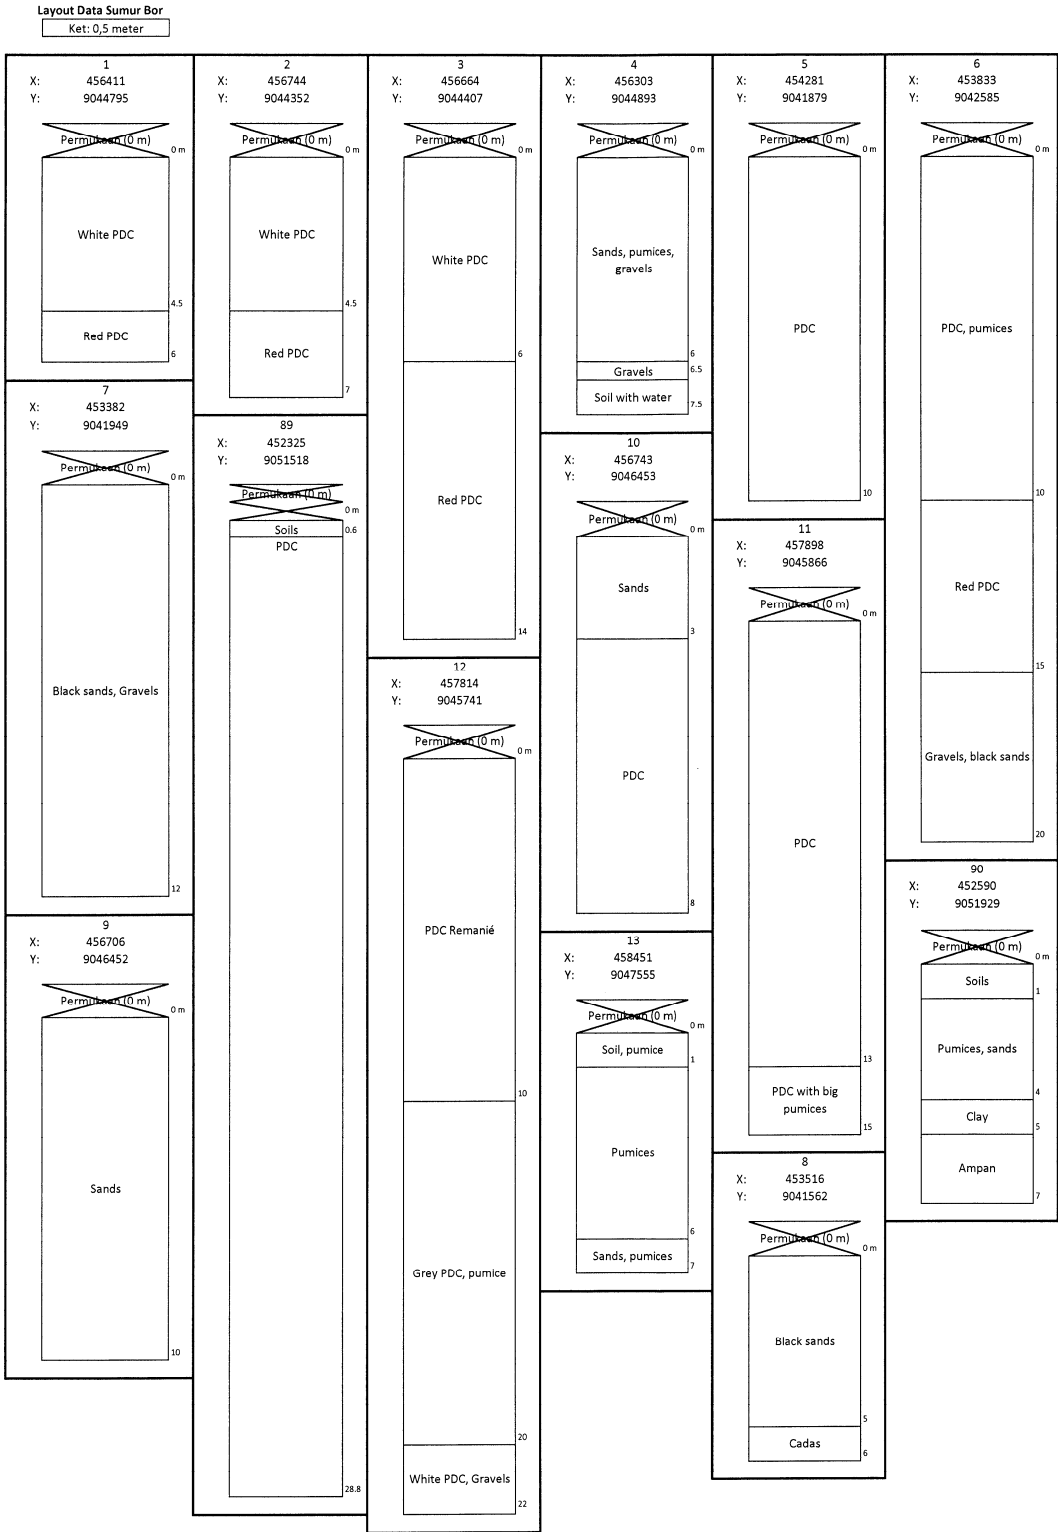 Layout Data Sumur Bor
Ket: 0,5 meter
1
X: 456411
Y: 9044795
Permukaan (0 m)
0 m
White PDC
4.5
Red PDC
6
2
X: 456744
Y: 9044352
Permukaan (0 m)
0 m
White PDC
4.5
Red PDC
7
3
X: 456664
Y: 9044407
Permukaan (0 m)
0 m
White PDC
6
Red PDC
14
4
X: 456303
Y: 9044893
Permukaan (0 m)
0 m
Sands, pumices,
gravels
6
Gravels
6.5
Soil with water
7.5
5
X: 454281
Y: 9041879
Permukaan (0 m)
0 m
PDC
10
6
X: 453833
Y: 9042585
Permukaan (0 m)
0 m
PDC, pumices
10
Red PDC
15
Gravels, black sands
20
7
X: 453382
Y: 9041949
Permukaan (0 m)
0 m
Black sands, Gravels
12
89
X: 452325
Y: 9051518
Permukaan (0 m)
0 m
Soils
0.6
PDC
28.8
10
X: 456743
Y: 9046453
Permukaan (0 m)
0 m
Sands
3
PDC
8
11
X: 457898
Y: 9045866
Permukaan (0 m)
0 m
PDC
13
PDC with big
pumices
15
12
X: 457814
Y: 9045741
Permukaan (0 m)
0 m
PDC Remanié
10
Grey PDC, pumice
20
White PDC, Gravels
22
90
X: 452590
Y: 9051929
Permukaan (0 m)
0 m
Soils
1
Pumices, sands
4
Clay
5
Ampan
7
9
X: 456706
Y: 9046452
Permukaan (0 m)
0 m
Sands
10
13
X: 458451
Y: 9047555
Permukaan (0 m)
0 m
Soil, pumice
1
Pumices
6
Sands, pumices
7
8
X: 453516
Y: 9041562
Permukaan (0 m)
0 m
Black sands
5
Cadas
6